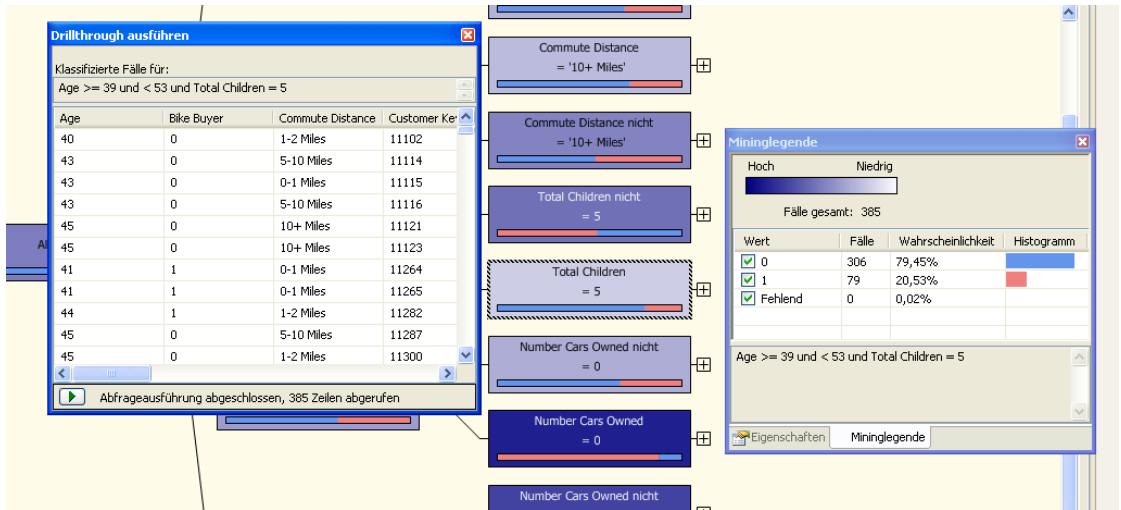 Drillthrough ausführen
Klassifizierte Fälle für:
Age >= 39 und < 53 und Total Children = 5
Age Bike Buyer Commute Distance Customer Key
40 0 1-2 Miles 11102
43 0 5-10 Miles 11114
43 0 0-1 Miles 11115
43 0 5-10 Miles 11116
45 0 10+ Miles 11121
45 0 10+ Miles 11123
41 1 0-1 Miles 11264
41 1 0-1 Miles 11265
44 1 1-2 Miles 11282
45 0 5-10 Miles 11287
45 0 1-2 Miles 11300
Abfrageausführung abgeschlossen, 385 Zeilen abgerufen
Commute Distance
= '10+ Miles'
Commute Distance nicht
= '10+ Miles'
Total Children nicht
= 5
Total Children
= 5
Number Cars Owned nicht
= 0
Number Cars Owned
= 0
Number Cars Owned nicht
Mininglegende
Hoch Niedrig
Fälle gesamt: 385
Wert Fälle Wahrscheinlichkeit Histogramm
0 306 79,45%
1 79 20,53%
Fehlend 0 0,02%
Age >= 39 und < 53 und Total Children = 5
Eigenschaften Mininglegende